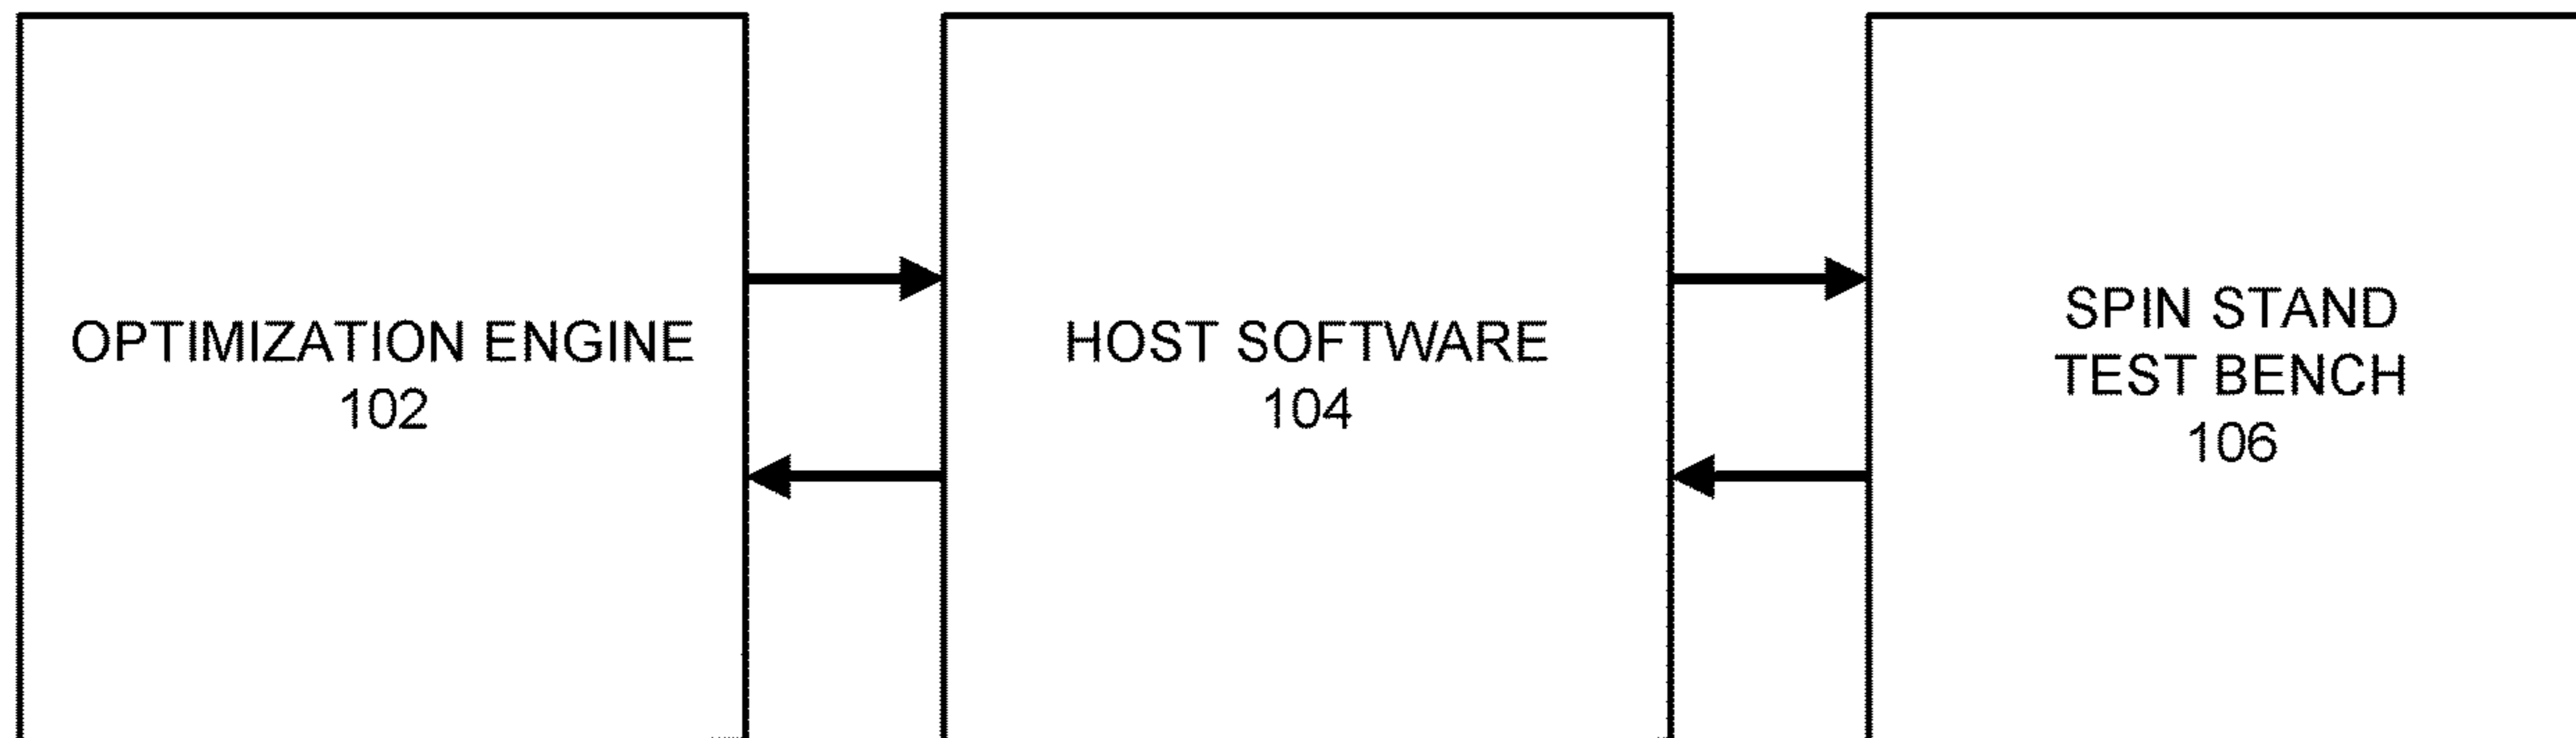 OPTIMIZATION ENGINE
102
HOST SOFTWARE
104
SPIN STAND
TEST BENCH
106